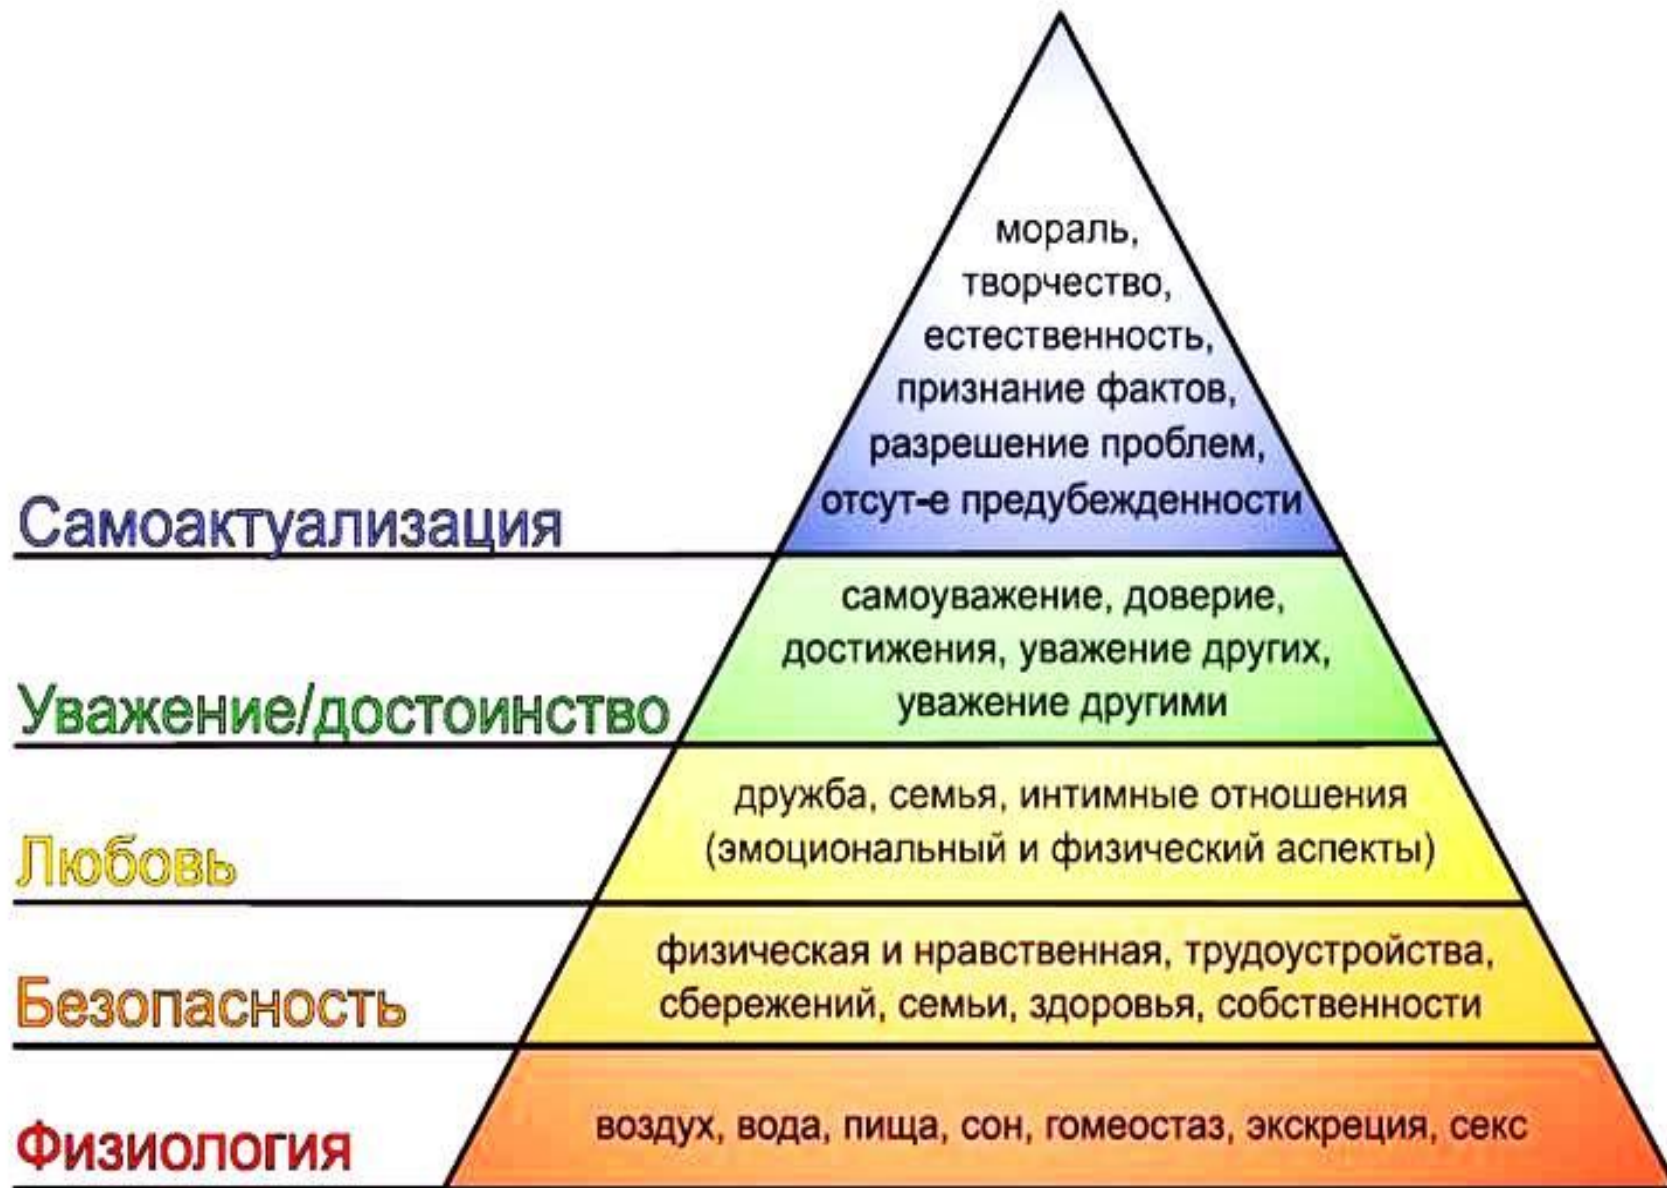 мораль,
творчество,
естественность,
признание фактов,
разрешение проблем,
отсут-е предубежденности
Самоактуализация
самоуважение, доверие,
достижения, уважение других,
уважение другими
Уважение/достоинство
дружба, семья, интимные отношения
(эмоциональный и физический аспекты)
Любовь
физическая и нравственная, трудоустройства,
сбережений, семьи, здоровья, собственности
Безопасность
воздух, вода, пища, сон, гомеостаз, экскреция, секс
Физиология